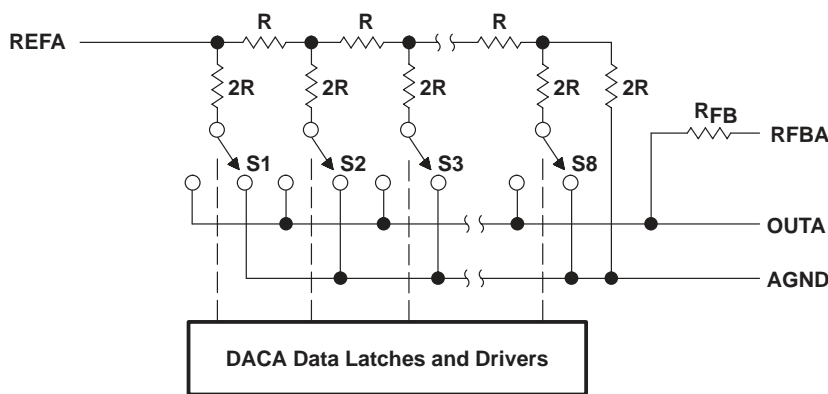 R R R
REFA
2R 2R 2R 2R 2R
RFB
RFBA
S1 S2 S3 S8
OUTA
AGND
DACA Data Latches and Drivers